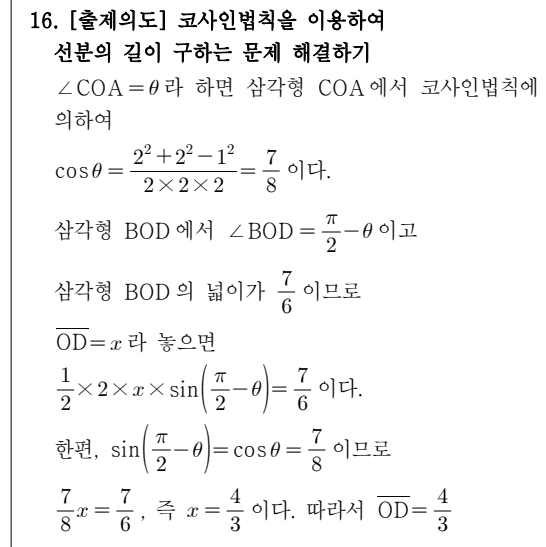 16. [출제의도] 코사인법칙을 이용하여
선분의 길이 구하는 문제 해결하기
∠COA=θ라 하면 삼각형 COA에서 코사인법칙에
의하여
cosθ = (2²+2²−1²)/(2×2×2) = 7/8 이다.
삼각형 BOD에서 ∠BOD = π/2 − θ 이고
삼각형 BOD의 넓이가 7/6 이므로
O̅D̅=x라 놓으면
1/2 × 2 × x × sin(π/2 − θ) = 7/6 이다.
한편, sin(π/2 − θ) = cosθ = 7/8 이므로
7/8 x = 7/6 , 즉 x = 4/3 이다. 따라서 O̅D̅ = 4/3